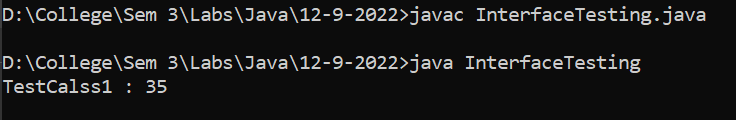 D:\College\Sem 3\Labs\Java\12-9-2022>javac InterfaceTesting.java
D:\College\Sem 3\Labs\Java\12-9-2022>java InterfaceTesting
TestCalss1 : 35